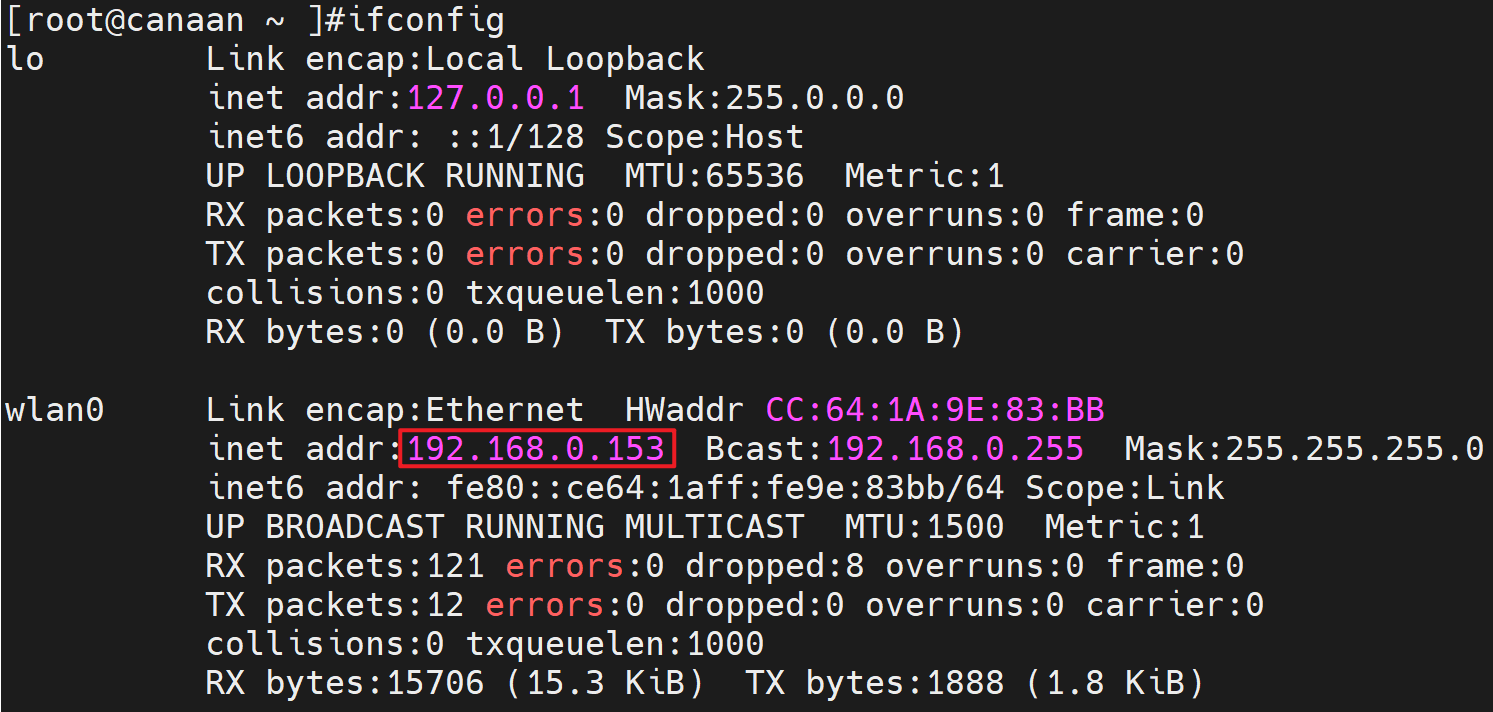 [root@canaan ~ ]#ifconfig
lo        Link encap:Local Loopback
          inet addr:127.0.0.1  Mask:255.0.0.0
          inet6 addr: ::1/128 Scope:Host
          UP LOOPBACK RUNNING  MTU:65536  Metric:1
          RX packets:0 errors:0 dropped:0 overruns:0 frame:0
          TX packets:0 errors:0 dropped:0 overruns:0 carrier:0
          collisions:0 txqueuelen:1000
          RX bytes:0 (0.0 B)  TX bytes:0 (0.0 B)

wlan0     Link encap:Ethernet  HWaddr CC:64:1A:9E:83:BB
          inet addr:192.168.0.153  Bcast:192.168.0.255  Mask:255.255.255.0
          inet6 addr: fe80::ce64:1aff:fe9e:83bb/64 Scope:Link
          UP BROADCAST RUNNING MULTICAST  MTU:1500  Metric:1
          RX packets:121 errors:0 dropped:8 overruns:0 frame:0
          TX packets:12 errors:0 dropped:0 overruns:0 carrier:0
          collisions:0 txqueuelen:1000
          RX bytes:15706 (15.3 KiB)  TX bytes:1888 (1.8 KiB)